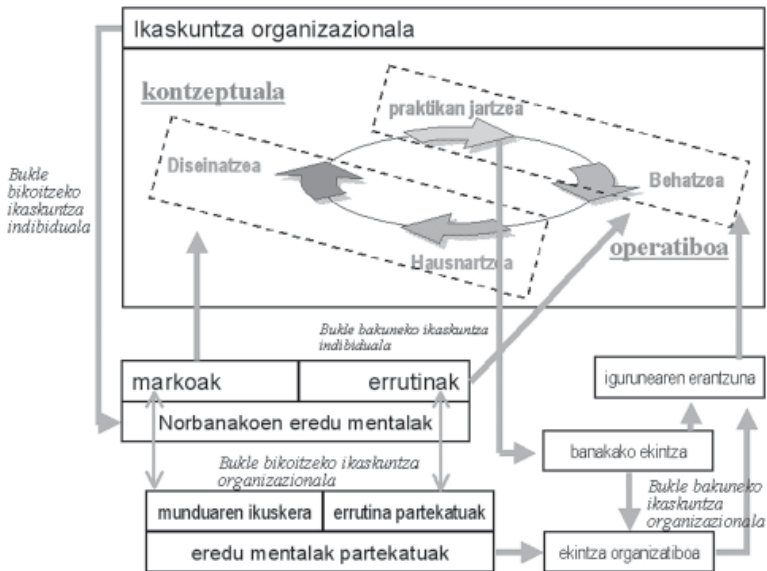 Ikaskuntza organizazionala
kontzeptuala
praktikan jartzea
Diseinatzea
Behatzea
Bukle
bikoitzeko
ikaskuntza
indibiduala
Hausnartzea
operatiboa
Bukle bakuneko ikaskuntza
indibiduala
markoak
errutinak
igurunearen erantzuna
Norbanakoen eredu mentalak
banakako ekintza
Bukle bikoitzeko ikaskuntza
organizazionala
Bukle bakuneko
ikaskuntza
organizazionala
munduaren ikuskera
errutina partekatuak
eredu mentalak partekatuak
ekintza organizatiboa